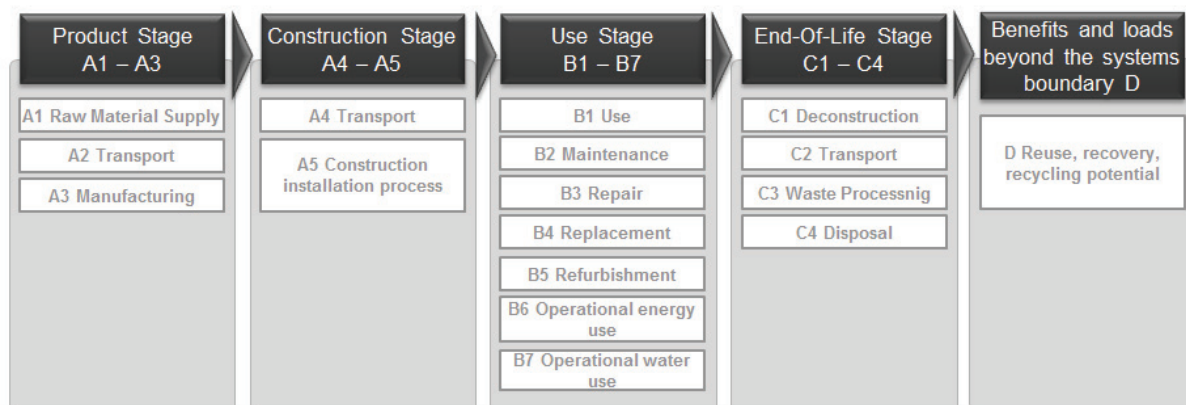 Product Stage
A1 – A3
A1 Raw Material Supply
A2 Transport
A3 Manufacturing
Construction Stage
A4 – A5
A4 Transport
A5 Construction
installation process
Use Stage
B1 – B7
B1 Use
B2 Maintenance
B3 Repair
B4 Replacement
B5 Refurbishment
B6 Operational energy
use
B7 Operational water
use
End-Of-Life Stage
C1 – C4
C1 Deconstruction
C2 Transport
C3 Waste Processnig
C4 Disposal
Benefits and loads
beyond the systems
boundary D
D Reuse, recovery,
recycling potential